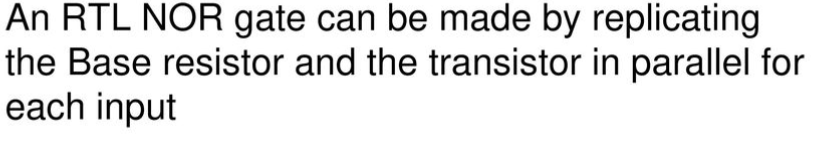 An RTL NOR gate can be made by replicating
the Base resistor and the transistor in parallel for
each input